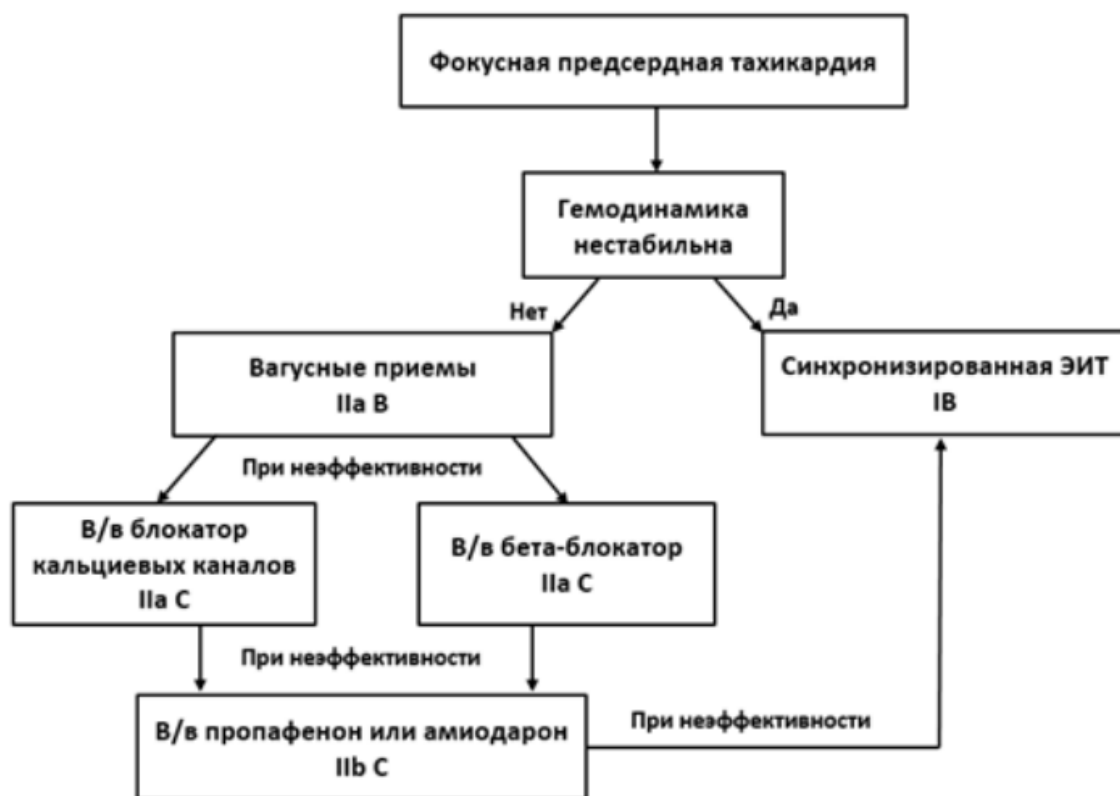 Фокусная предсердная тахикардия
Гемодинамика
нестабильна
Нет
Да
Вагусные приемы
IIa B
Синхронизированная ЭИТ
IB
При неэффективности
В/в блокатор
кальциевых каналов
IIa C
В/в бета-блокатор
IIa C
При неэффективности
В/в пропафенон или амиодарон
IIb C
При неэффективности